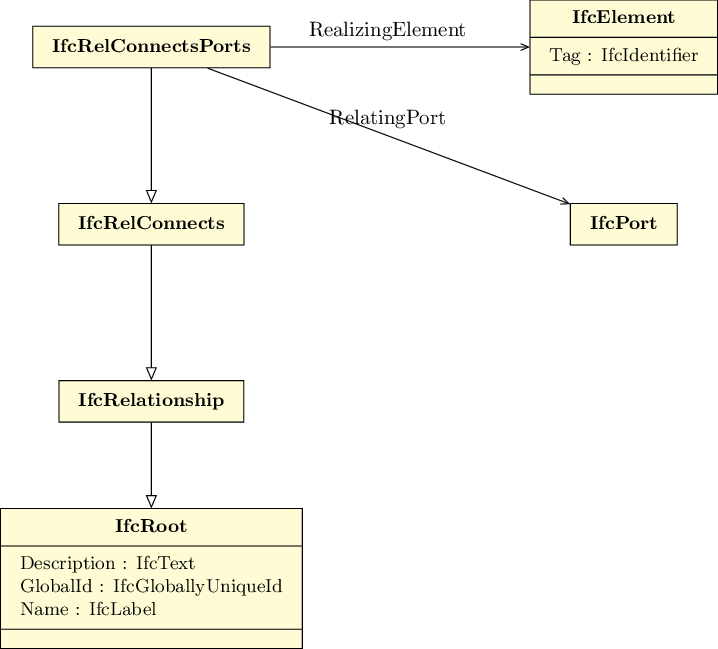 IfcRelConnectsPorts
RealizingElement
IfcElement
Tag : IfcIdentifier
RelatingPort
IfcRelConnects
IfcPort
IfcRelationship
IfcRoot
Description : IfcText
GlobalId : IfcGloballyUniqueId
Name : IfcLabel